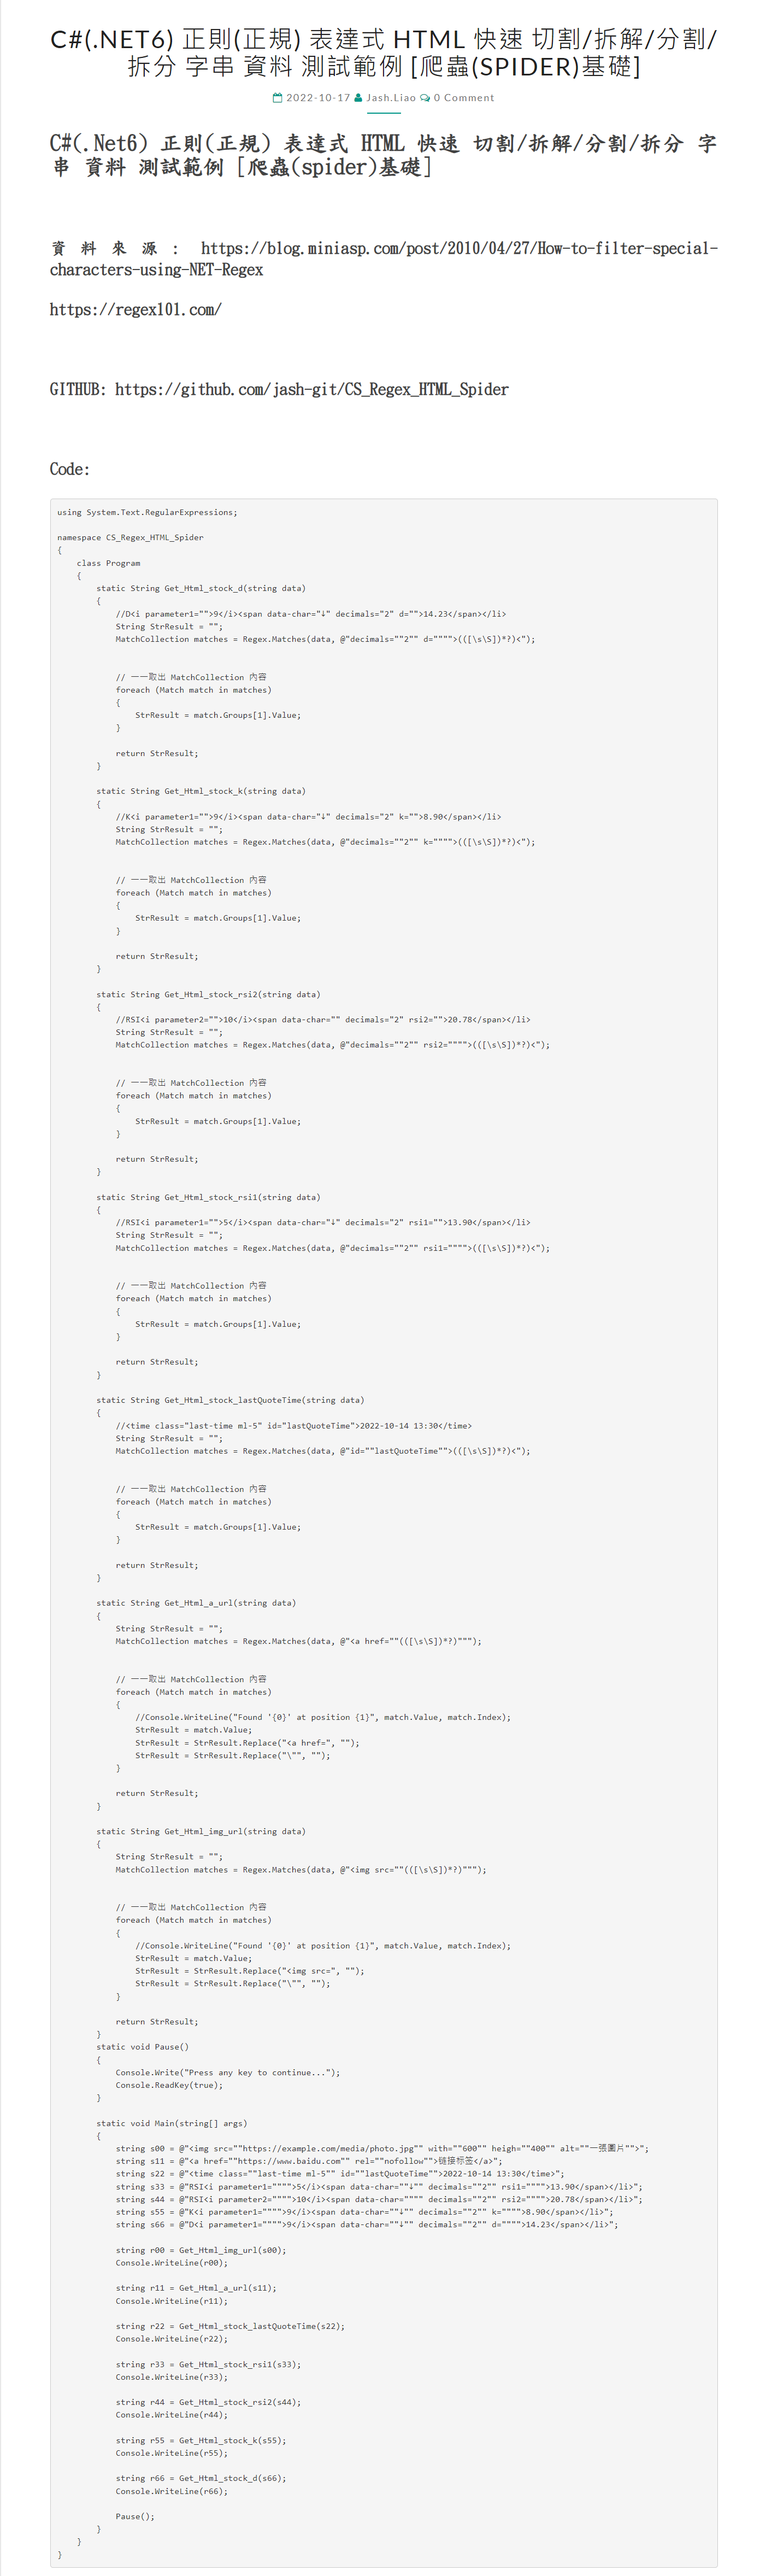 C#(.NET6) 正則(正規) 表達式 HTML 快速 切割/拆解/分割/
拆分 字串 資料 測試範例 [爬蟲(SPIDER)基礎]
2022-10-17 Jash.Liao 0 Comment
C#(.Net6) 正則(正規) 表達式 HTML 快速 切割/拆解/分割/拆分 字
串 資料 測試範例 [爬蟲(spider)基礎]
資料來源: https://blog.miniasp.com/post/2010/04/27/How-to-filter-special-
characters-using-NET-Regex
https://regex101.com/
GITHUB: https://github.com/jash-git/CS_Regex_HTML_Spider
Code:
using System.Text.RegularExpressions;
namespace CS_Regex_HTML_Spider
{
    class Program
    {
        static String Get_Html_stock_d(string data)
        {
            //D<i parameter1="">9</i><span data-char="↓" decimals="2" d="">14.23</span></li>
            String StrResult = "";
            MatchCollection matches = Regex.Matches(data, @"decimals=""2"" d="""">(([\s\S])*?)<");
            // 一一取出 MatchCollection 內容
            foreach (Match match in matches)
            {
                StrResult = match.Groups[1].Value;
            }
            return StrResult;
        }
        static String Get_Html_stock_k(string data)
        {
            //K<i parameter1="">9</i><span data-char="↓" decimals="2" k="">8.90</span></li>
            String StrResult = "";
            MatchCollection matches = Regex.Matches(data, @"decimals=""2"" k="""">(([\s\S])*?)<");
            // 一一取出 MatchCollection 內容
            foreach (Match match in matches)
            {
                StrResult = match.Groups[1].Value;
            }
            return StrResult;
        }
        static String Get_Html_stock_rsi2(string data)
        {
            //RSI<i parameter2="">10</i><span data-char="" decimals="2" rsi2="">20.78</span></li>
            String StrResult = "";
            MatchCollection matches = Regex.Matches(data, @"decimals=""2"" rsi2="""">(([\s\S])*?)<");
            // 一一取出 MatchCollection 內容
            foreach (Match match in matches)
            {
                StrResult = match.Groups[1].Value;
            }
            return StrResult;
        }
        static String Get_Html_stock_rsi1(string data)
        {
            //RSI<i parameter1="">5</i><span data-char="↓" decimals="2" rsi1="">13.90</span></li>
            String StrResult = "";
            MatchCollection matches = Regex.Matches(data, @"decimals=""2"" rsi1="""">(([\s\S])*?)<");
            // 一一取出 MatchCollection 內容
            foreach (Match match in matches)
            {
                StrResult = match.Groups[1].Value;
            }
            return StrResult;
        }
        static String Get_Html_stock_lastQuoteTime(string data)
        {
            //<time class="last-time ml-5" id="lastQuoteTime">2022-10-14 13:30</time>
            String StrResult = "";
            MatchCollection matches = Regex.Matches(data, @"id=""lastQuoteTime"">(([\s\S])*?)<");
            // 一一取出 MatchCollection 內容
            foreach (Match match in matches)
            {
                StrResult = match.Groups[1].Value;
            }
            return StrResult;
        }
        static String Get_Html_a_url(string data)
        {
            String StrResult = "";
            MatchCollection matches = Regex.Matches(data, @"<a href=""(([\s\S])*?)""");
            // 一一取出 MatchCollection 內容
            foreach (Match match in matches)
            {
                //Console.WriteLine("Found '{0}' at position {1}", match.Value, match.Index);
                StrResult = match.Value;
                StrResult = StrResult.Replace("<a href=", "");
                StrResult = StrResult.Replace("\"", "");
            }
            return StrResult;
        }
        static String Get_Html_img_url(string data)
        {
            String StrResult = "";
            MatchCollection matches = Regex.Matches(data, @"<img src=""(([\s\S])*?)""");
            // 一一取出 MatchCollection 內容
            foreach (Match match in matches)
            {
                //Console.WriteLine("Found '{0}' at position {1}", match.Value, match.Index);
                StrResult = match.Value;
                StrResult = StrResult.Replace("<img src=", "");
                StrResult = StrResult.Replace("\"", "");
            }
            return StrResult;
        }
        static void Pause()
        {
            Console.Write("Press any key to continue...");
            Console.ReadKey(true);
        }
        static void Main(string[] args)
        {
            string s00 = @"<img src=""https://example.com/media/photo.jpg"" with=""600"" heigh=""400"" alt=""一張圖片"">";
            string s11 = @"<a href=""https://www.baidu.com"" rel=""nofollow"">链接标签</a>";
            string s22 = @"<time class=""last-time ml-5"" id=""lastQuoteTime"">2022-10-14 13:30</time>";
            string s33 = @"RSI<i parameter1="""">5</i><span data-char=""↓"" decimals=""2"" rsi1="""">13.90</span></li>";
            string s44 = @"RSI<i parameter2="""">10</i><span data-char="""" decimals=""2"" rsi2="""">20.78</span></li>";
            string s55 = @"K<i parameter1="""">9</i><span data-char=""↓"" decimals=""2"" k="""">8.90</span></li>";
            string s66 = @"D<i parameter1="""">9</i><span data-char=""↓"" decimals=""2"" d="""">14.23</span></li>";
            string r00 = Get_Html_img_url(s00);
            Console.WriteLine(r00);
            string r11 = Get_Html_a_url(s11);
            Console.WriteLine(r11);
            string r22 = Get_Html_stock_lastQuoteTime(s22);
            Console.WriteLine(r22);
            string r33 = Get_Html_stock_rsi1(s33);
            Console.WriteLine(r33);
            string r44 = Get_Html_stock_rsi2(s44);
            Console.WriteLine(r44);
            string r55 = Get_Html_stock_k(s55);
            Console.WriteLine(r55);
            string r66 = Get_Html_stock_d(s66);
            Console.WriteLine(r66);
            Pause();
        }
    }
}